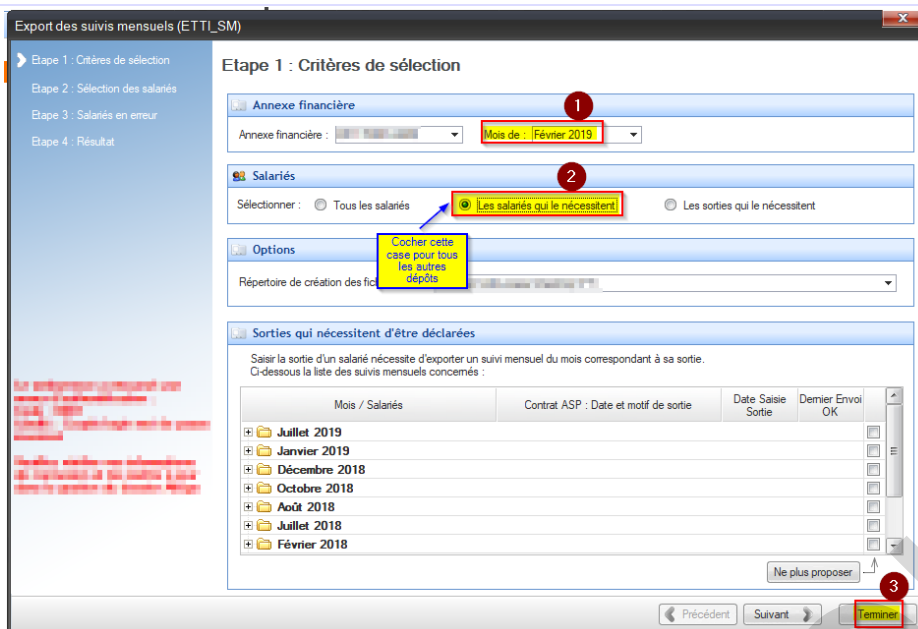 Export des suivis mensuels (ETTI_SM)
X
Etape 1 : Critères de sélection
Etape 2 : Sélection des salariés
Etape 3 : Salariés en erreur
Etape 4 : Résultat
Etape 1 : Critères de sélection
Annexe financière
1
Annexe financière :
Mois de : Février 2019
Salariés
2
Sélectionner : Tous les salariés Les salariés qui le nécessitent Les sorties qui le nécessitent
Cocher cette
case pour tous
les autres
dépôts
Options
Répertoire de création des fic
Sorties qui nécessitent d'être déclarées
Saisir la sortie d'un salarié nécessite d'exporter un suivi mensuel du mois correspondant à sa sortie.
Ci-dessous la liste des suivis mensuels concernés :
Mois / Salariés Contrat ASP : Date et motif de sortie Date Saisie Sortie Dernier Envoi OK
Juillet 2019
Janvier 2019
Décembre 2018
Octobre 2018
Août 2018
Juillet 2018
Février 2018
Ne plus proposer
3
Précédent Suivant Terminer